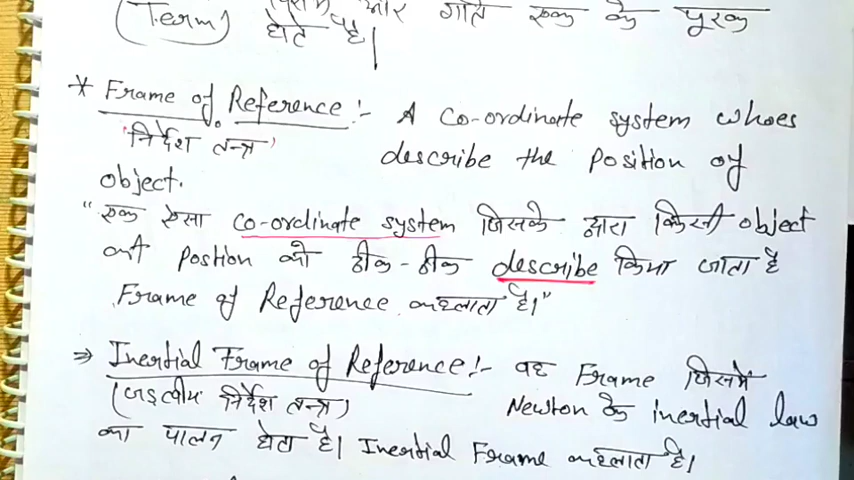 और गति एक के पूरक
(Term) होते है।
* Frame of Reference:- A co-ordinate system whoes
'निर्देश तन्त्र' describe the position of
object.
"एक ऐसा co-ordinate system जिसके द्वारा किसी object
की postion को ठीक-ठीक describe किया जाता है
Frame of Reference कहलाता है।"
⇒ Inertial Frame of Reference:- वह Frame जिसमें
(जड़त्वीय निर्देश तन्त्र) Newton के inertial law
का पालन होता है। Inertial Frame कहलाता है।